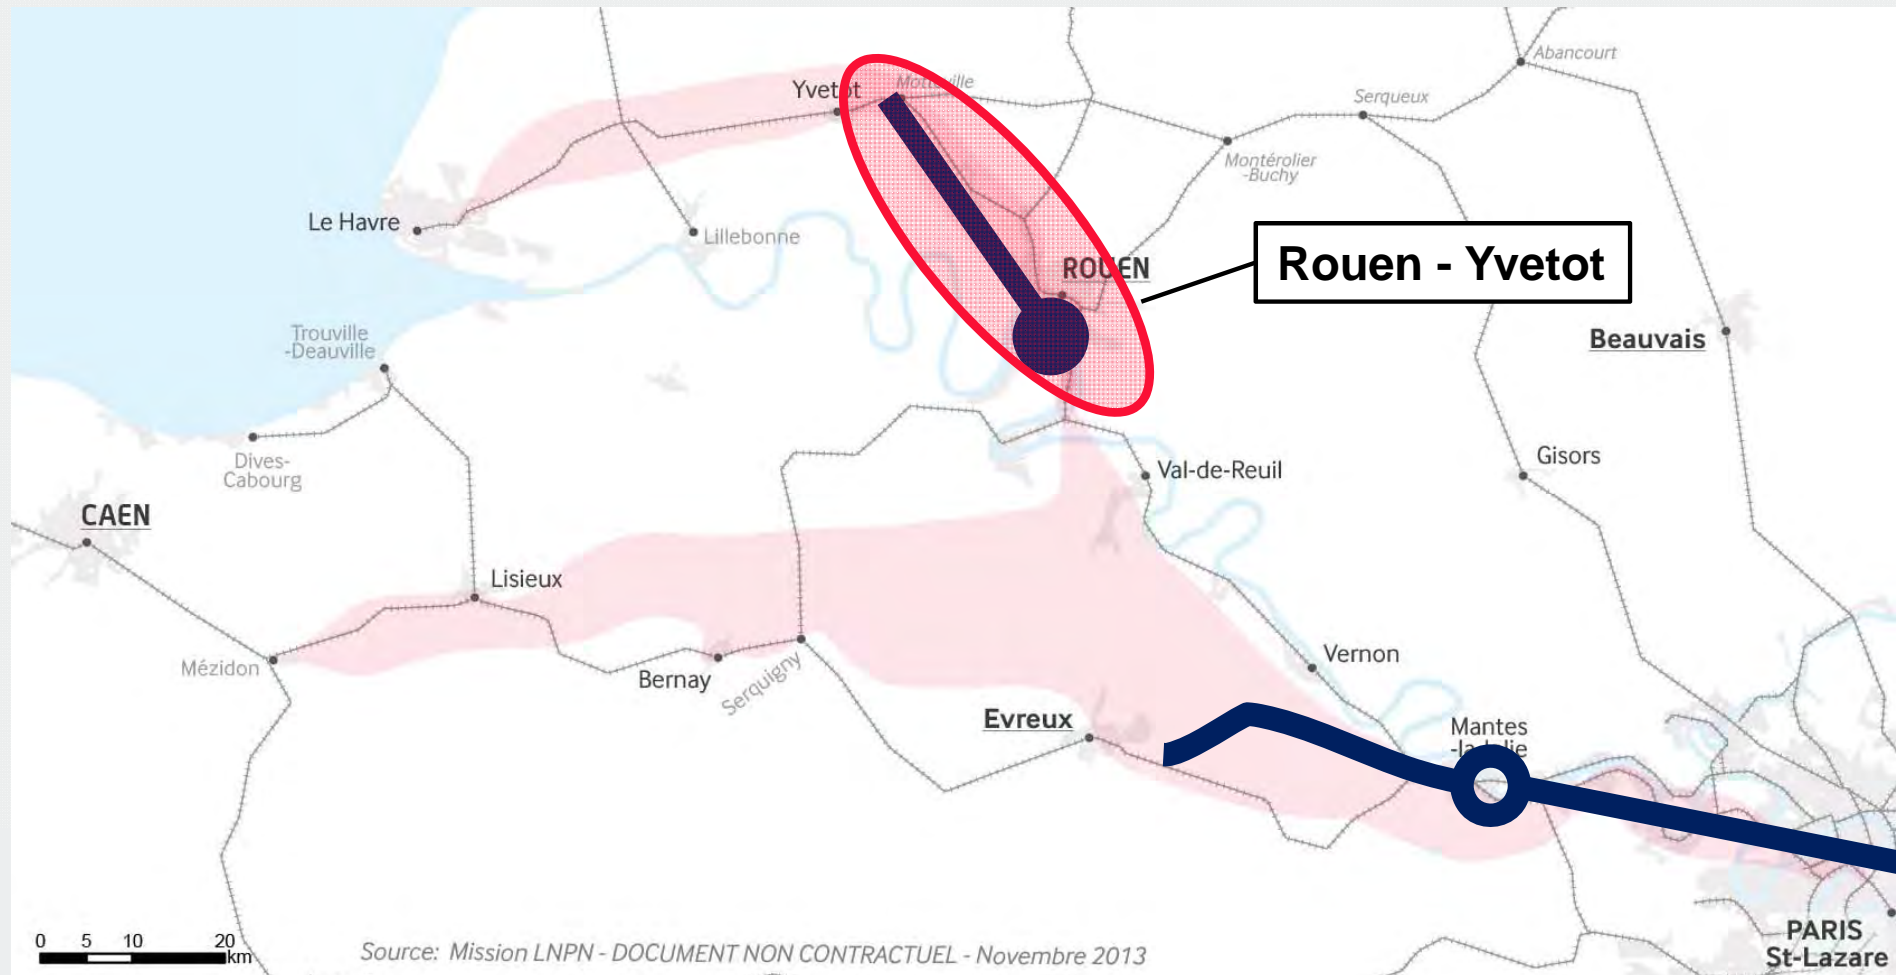 Abancourt
Yvetot
Motteville
Serqueux
Montérolier
-Buchy
Le Havre
Lillebonne
ROUEN
Rouen - Yvetot
Trouville
-Deauville
Beauvais
Dives-
Cabourg
Val-de-Reuil
Gisors
CAEN
Lisieux
Mézidon
Bernay
Serquigny
Vernon
Evreux
Mantes
-la-Jolie
PARIS
St-Lazare
0 5 10 20
km
Source: Mission LNPN - DOCUMENT NON CONTRACTUEL - Novembre 2013